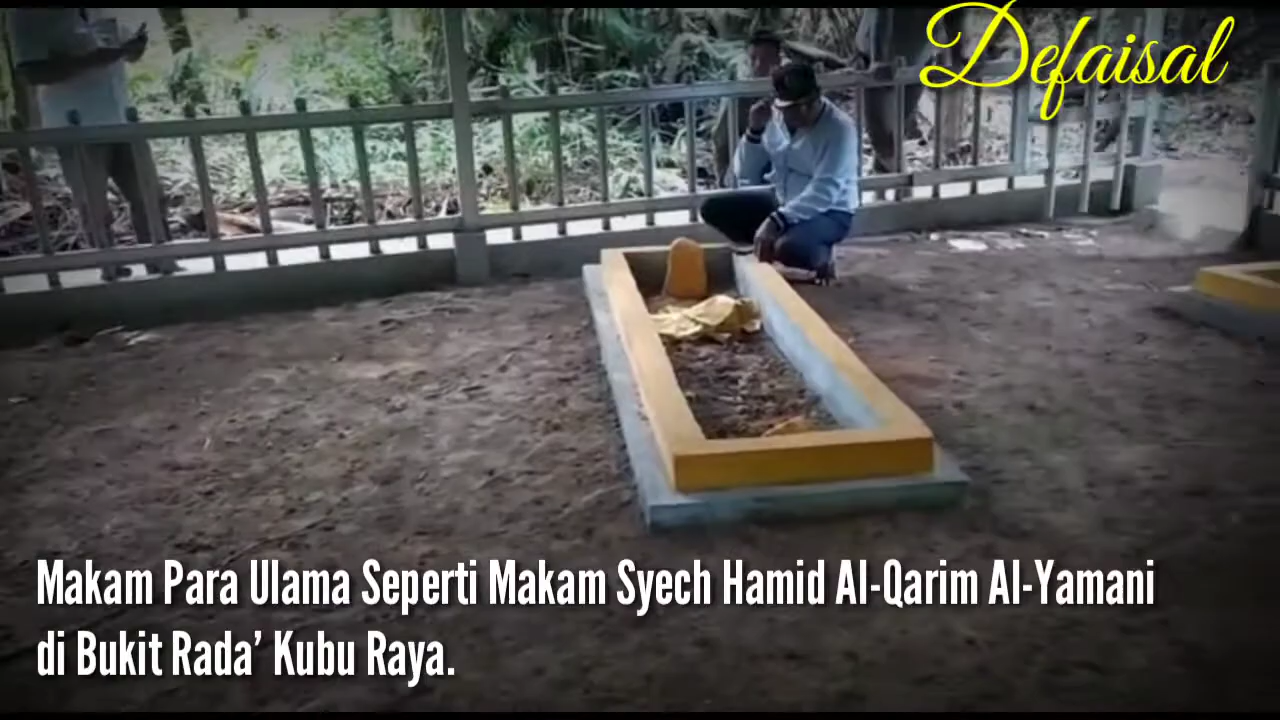 Defaisal
Makam Para Ulama Seperti Makam Syech Hamid Al-Qarim Al-Yamani
di Bukit Rada’ Kubu Raya.